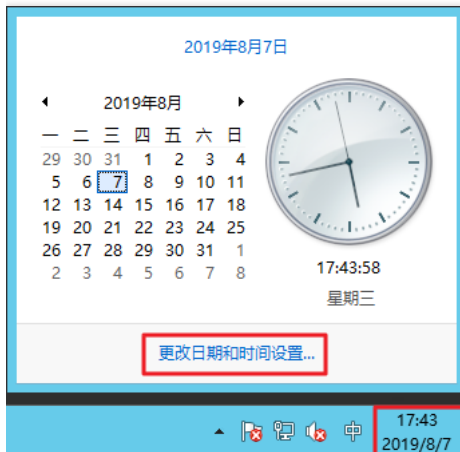 2019年8月7日
2019年8月
一 二 三 四 五 六 日
29 30 31 1 2 3 4
5 6 7 8 9 10 11
12 13 14 15 16 17 18
19 20 21 22 23 24 25
26 27 28 29 30 31 1
2 3 4 5 6 7 8
17:43:58
星期三
更改日期和时间设置...
中
17:43
2019/8/7